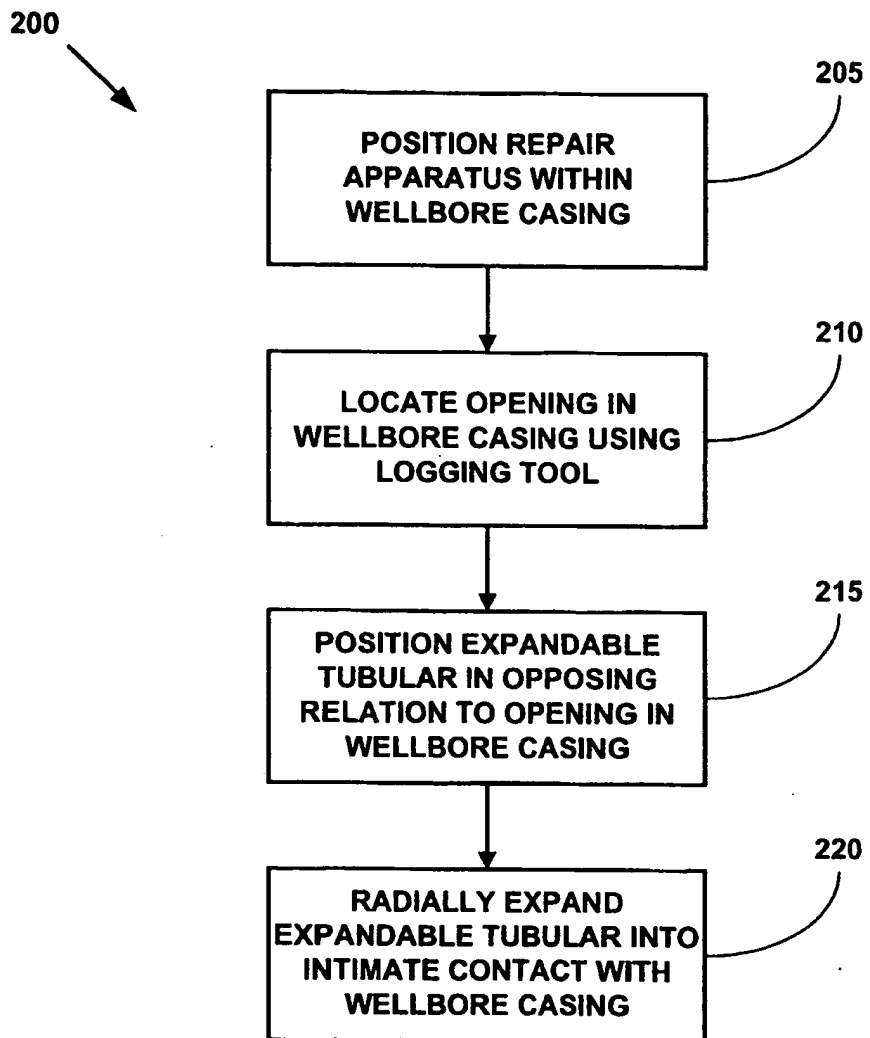 200
205
POSITION REPAIR
APPARATUS WITHIN
WELLBORE CASING
210
LOCATE OPENING IN
WELLBORE CASING USING
LOGGING TOOL
215
POSITION EXPANDABLE
TUBULAR IN OPPOSING
RELATION TO OPENING IN
WELLBORE CASING
220
RADIALLY EXPAND
EXPANDABLE TUBULAR INTO
INTIMATE CONTACT WITH
WELLBORE CASING